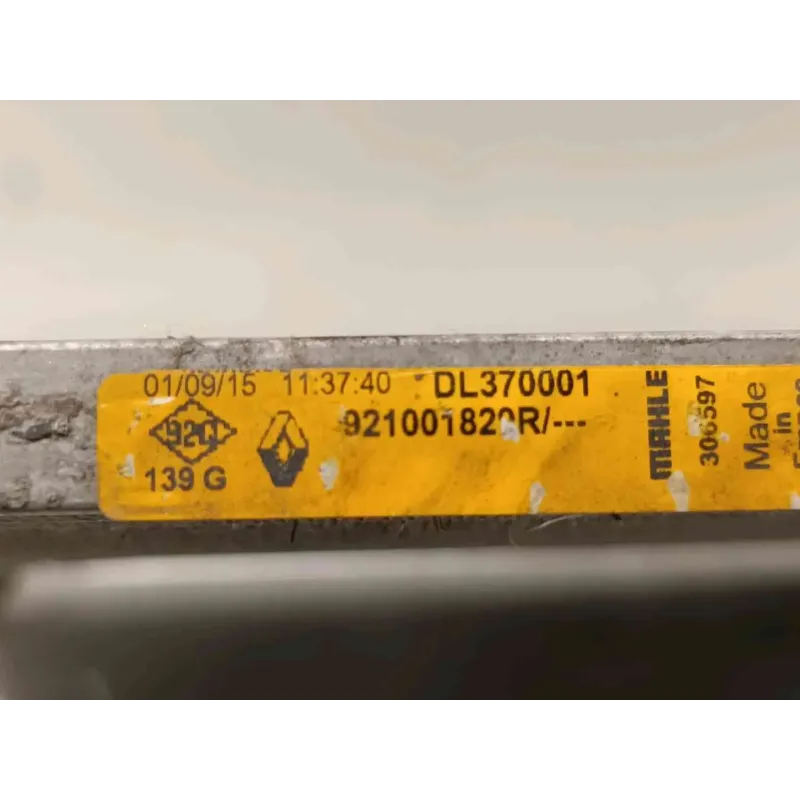 01/09/15 11:37:40 DL370001
921001820R/---
139 G
MAHLE
306597
Made
in